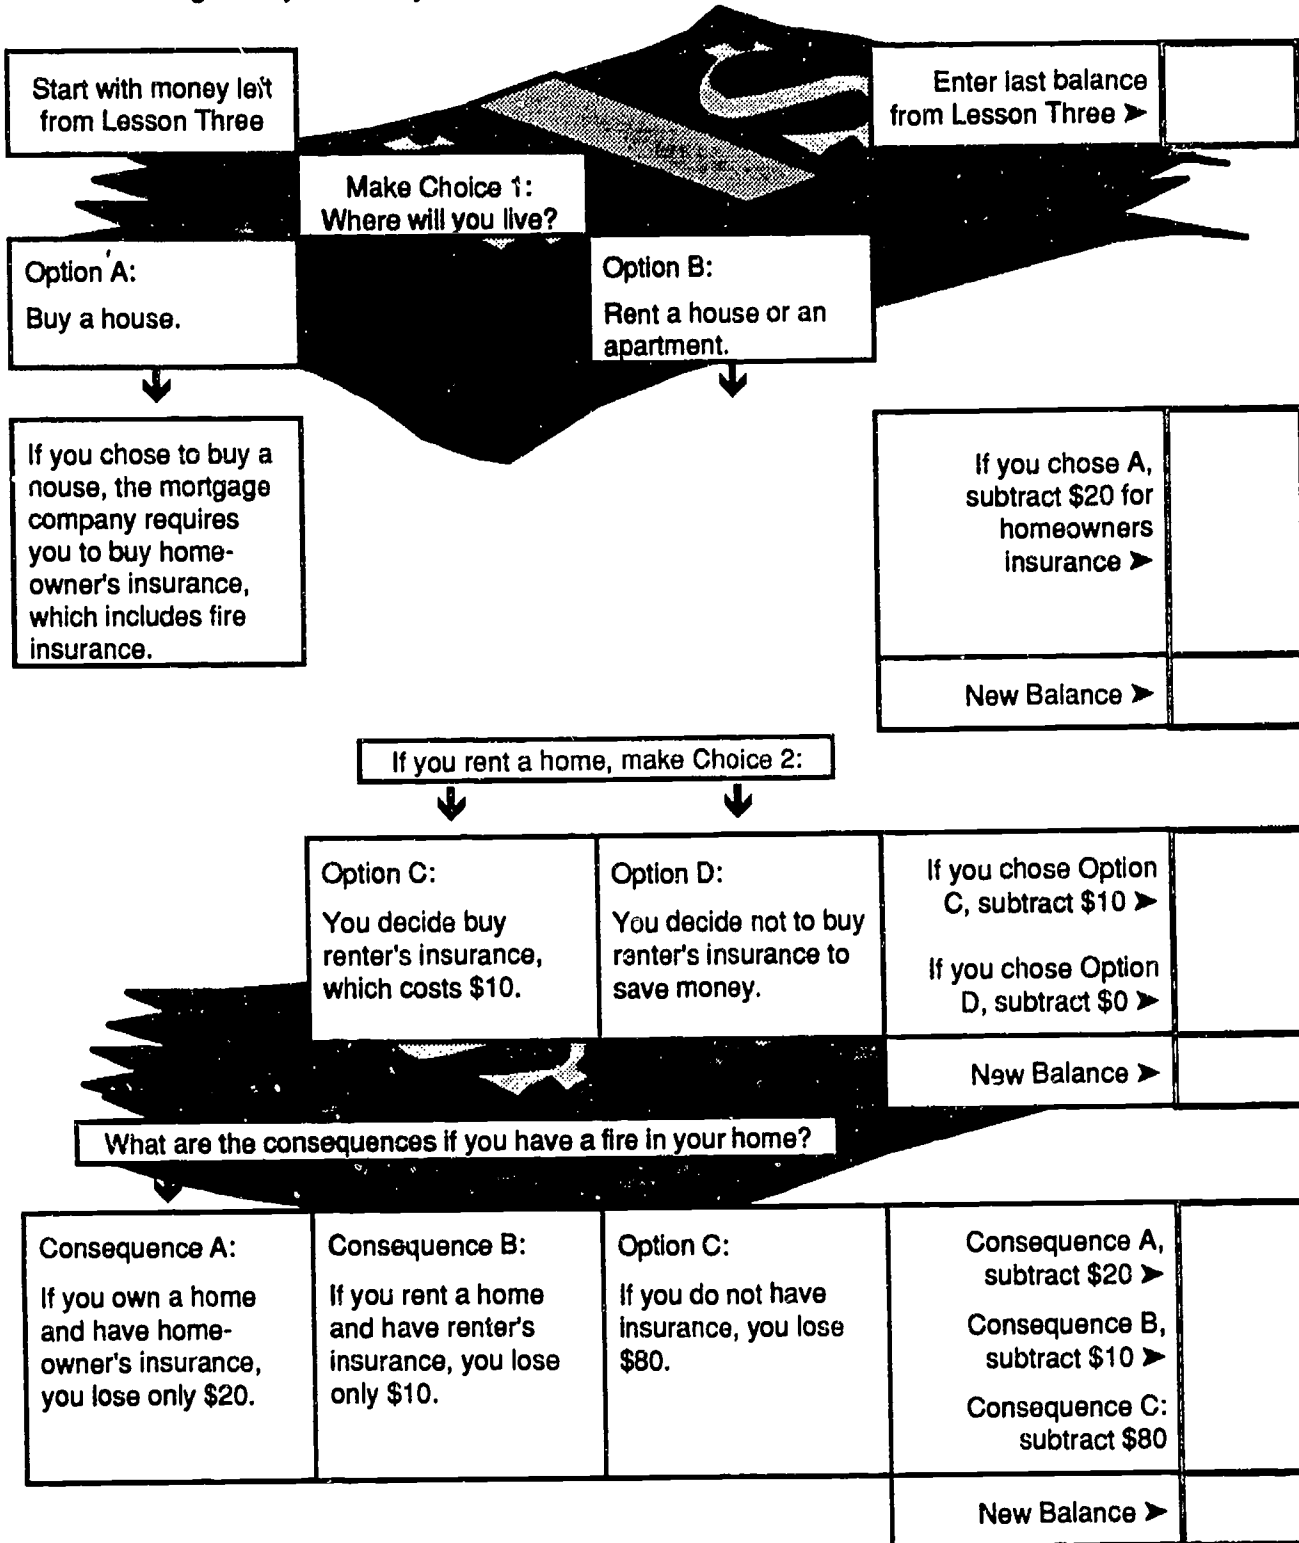 Start with money left
from Lesson Three
Enter last balance
from Lesson Three ➤
Make Choice 1:
Where will you live?
Option A:
Buy a house.
Option B:
Rent a house or an
apartment.
If you chose to buy a
nouse, the mortgage
company requires
you to buy home-
owner's insurance,
which includes fire
insurance.
If you chose A,
subtract $20 for
homeowners
insurance ➤
New Balance ➤
If you rent a home, make Choice 2:
Option C:
You decide buy
renter's insurance,
which costs $10.
Option D:
You decide not to buy
renter's insurance to
save money.
If you chose Option
C, subtract $10 ➤
If you chose Option
D, subtract $0 ➤
New Balance ➤
What are the consequences if you have a fire in your home?
Consequence A:
If you own a home
and have home-
owner's insurance,
you lose only $20.
Consequence B:
If you rent a home
and have renter's
insurance, you lose
only $10.
Option C:
If you do not have
insurance, you lose
$80.
Consequence A,
subtract $20 ➤
Consequence B,
subtract $10 ➤
Consequence C:
subtract $80
New Balance ➤